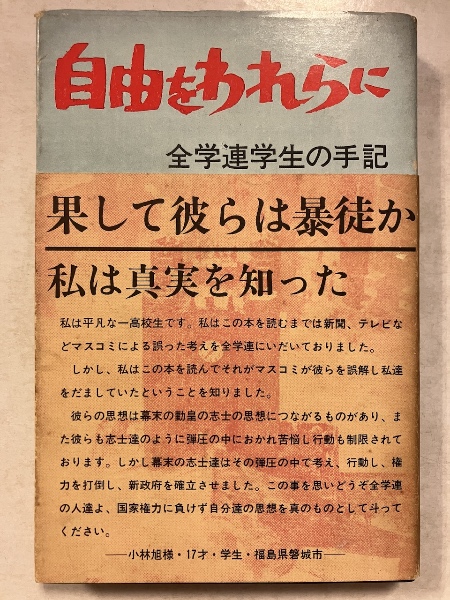 自由をわれらに
全学連学生の手記
果して彼らは暴徒か
私は真実を知った
私は平凡な一高校生です。私はこの本を読むまでは新聞、テレビな
どマスコミによる誤った考えを全学連にいだいておりました。
しかし、私はこの本を読んでそれがマスコミが彼らを誤解し私達
をだましていたということを知りました。
彼らの思想は幕末の勤皇の志士の思想につながるものがあり、ま
た彼らも志士達のように弾圧の中におかれ苦悩し行動も制限されて
おります。しかし幕末の志士達はその弾圧の中で考え、行動し、権
力を打倒し、新政府を確立させました。この事を思いどうぞ全学連
の人達よ、国家権力に負けず自分達の思想を真のものとして斗って
ください。
——小林旭様・17才・学生・福島県磐城市——